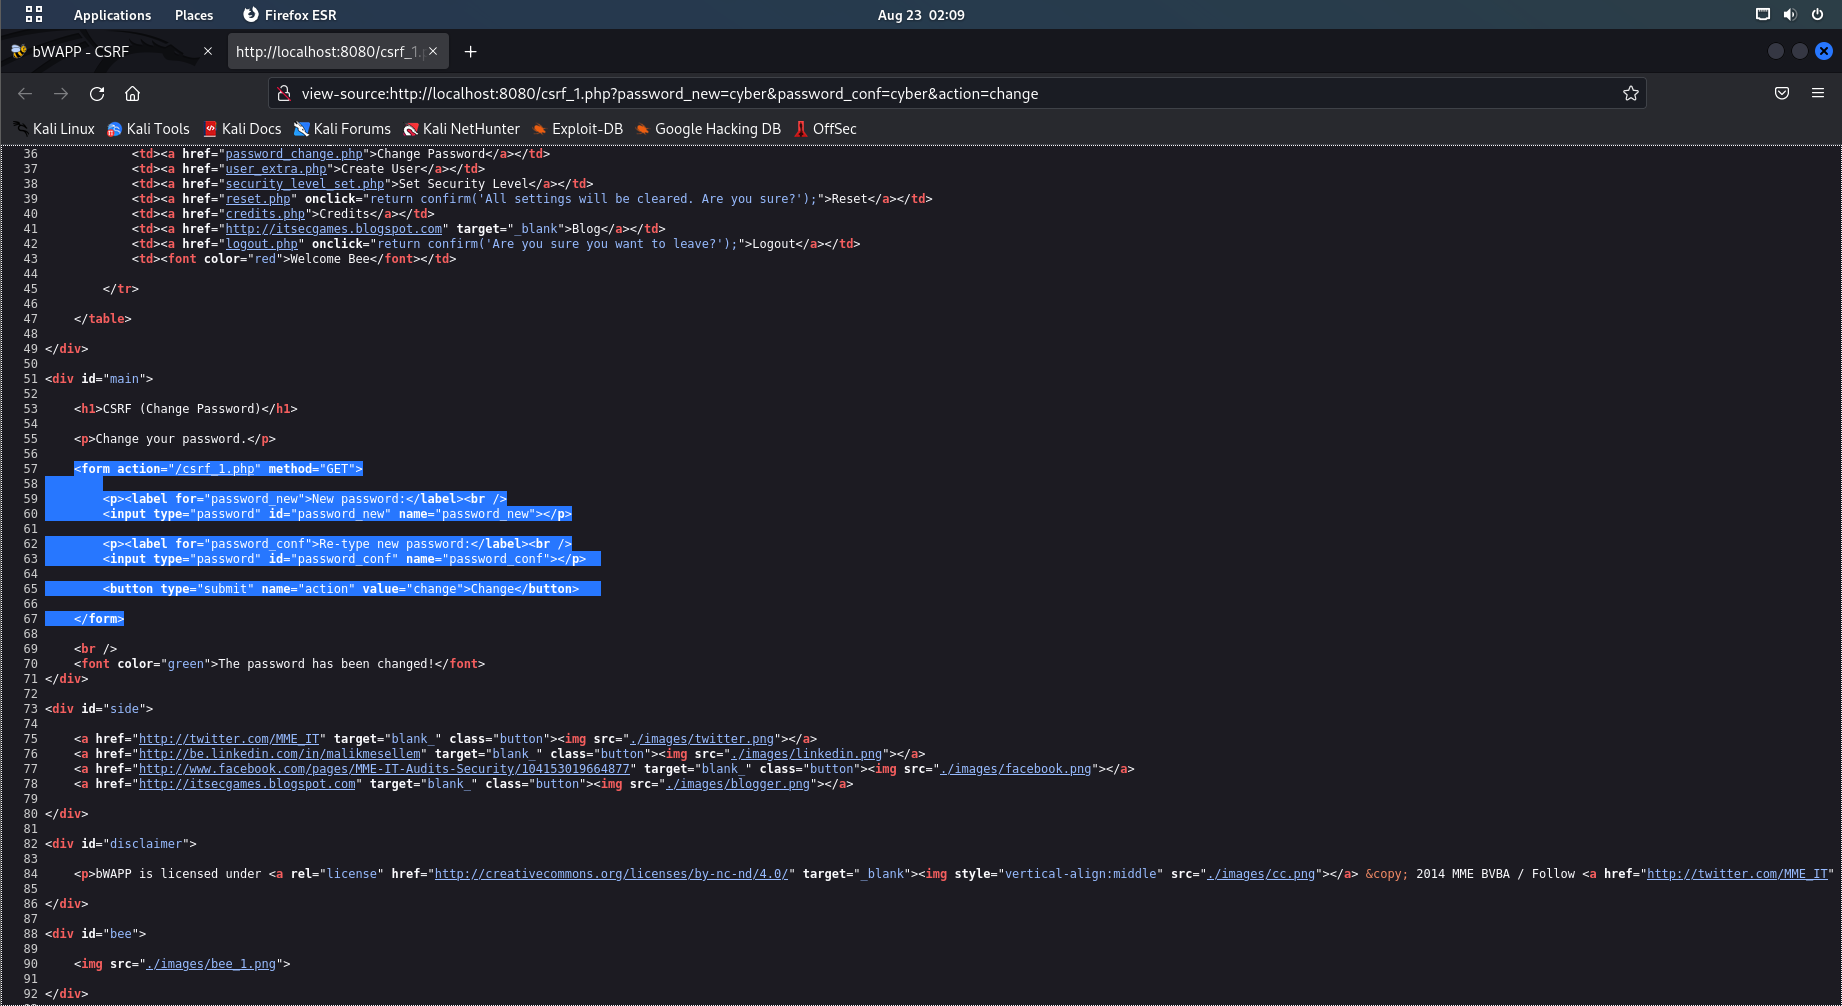 Applications Places Firefox ESR Aug 23 02:09
bWAPP - CSRF × http://localhost:8080/csrf_1.p × +
view-source:http://localhost:8080/csrf_1.php?password_new=cyber&password_conf=cyber&action=change
Kali Linux Kali Tools Kali Docs Kali Forums Kali NetHunter Exploit-DB Google Hacking DB OffSec
36 <td><a href="password_change.php">Change Password</a></td>
37 <td><a href="user_extra.php">Create User</a></td>
38 <td><a href="security_level_set.php">Set Security Level</a></td>
39 <td><a href="reset.php" onclick="return confirm('All settings will be cleared. Are you sure?');">Reset</a></td>
40 <td><a href="credits.php">Credits</a></td>
41 <td><a href="http://itsecgames.blogspot.com" target="_blank">Blog</a></td>
42 <td><a href="logout.php" onclick="return confirm('Are you sure you want to leave?');">Logout</a></td>
43 <td><font color="red">Welcome Bee</font></td>
44
45 </tr>
46
47 </table>
48
49 </div>
50
51 <div id="main">
52
53 <h1>CSRF (Change Password)</h1>
54
55 <p>Change your password.</p>
56
57 <form action="/csrf_1.php" method="GET">
58
59 <p><label for="password_new">New password:</label><br />
60 <input type="password" id="password_new" name="password_new"></p>
61
62 <p><label for="password_conf">Re-type new password:</label><br />
63 <input type="password" id="password_conf" name="password_conf"></p>
64
65 <button type="submit" name="action" value="change">Change</button>
66
67 </form>
68
69 <br />
70 <font color="green">The password has been changed!</font>
71 </div>
72
73 <div id="side">
74
75 <a href="http://twitter.com/MME_IT" target="blank_" class="button"><img src="./images/twitter.png"></a>
76 <a href="http://be.linkedin.com/in/malikmesellem" target="blank_" class="button"><img src="./images/linkedin.png"></a>
77 <a href="http://www.facebook.com/pages/MME-IT-Audits-Security/104153019664877" target="blank_" class="button"><img src="./images/facebook.png"></a>
78 <a href="http://itsecgames.blogspot.com" target="blank_" class="button"><img src="./images/blogger.png"></a>
79
80 </div>
81
82 <div id="disclaimer">
83
84 <p>bWAPP is licensed under <a rel="license" href="http://creativecommons.org/licenses/by-nc-nd/4.0/" target="_blank"><img style="vertical-align:middle" src="./images/cc.png"></a> &copy; 2014 MME BVBA / Follow <a href="http://twitter.com/MME_IT"
85
86 </div>
87
88 <div id="bee">
89
90 <img src="./images/bee_1.png">
91
92 </div>